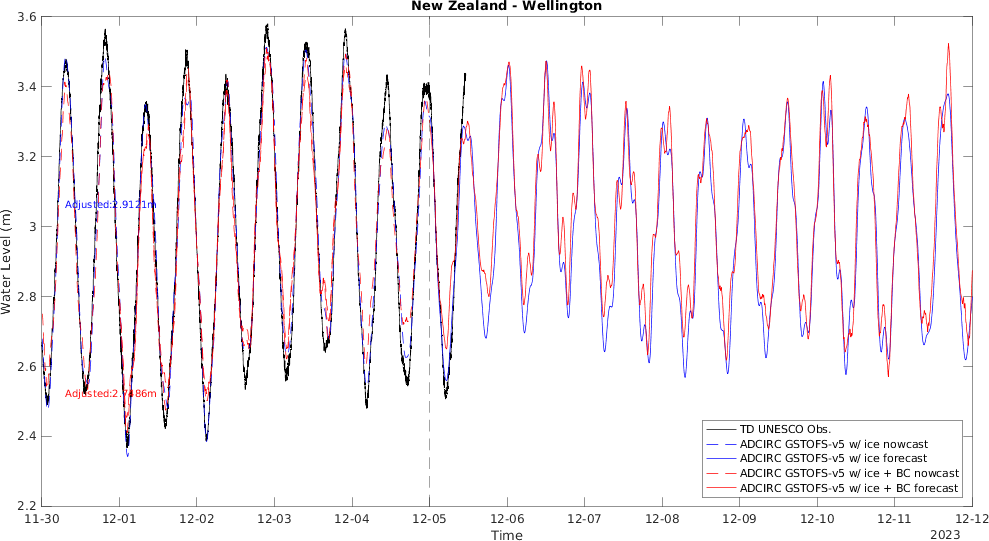 New Zealand - Wellington
3.6
3.4
3.2
3
2.8
2.6
2.4
2.2
Water Level (m)
Adjusted:2.9121m
TD UNESCO Obs.
ADCIRC GSTOFS-v5 w/ ice nowcast
ADCIRC GSTOFS-v5 w/ ice forecast
ADCIRC GSTOFS-v5 w/ ice + BC nowcast
ADCIRC GSTOFS-v5 w/ ice + BC forecast
11-30 12-01 12-02 12-03 12-04 12-05 12-06 12-07 12-08 12-09 12-10 12-11 12-12
Time
2023